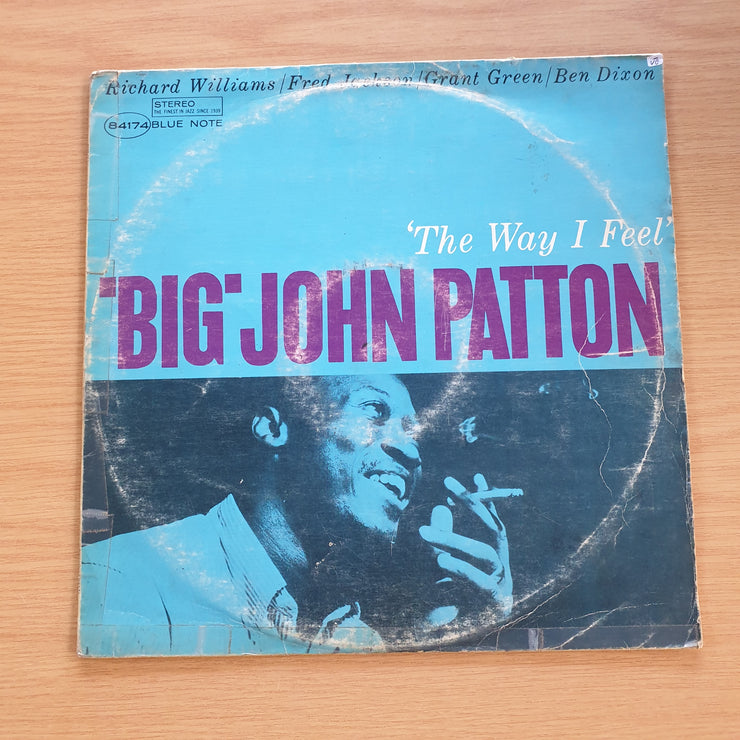 Richard Williams/Fred Jackson/Grant Green/Ben Dixon
STEREO
THE FINEST IN JAZZ SINCE 1939
84174 BLUE NOTE
'The Way I Feel'
"BIG" JOHN PATTON